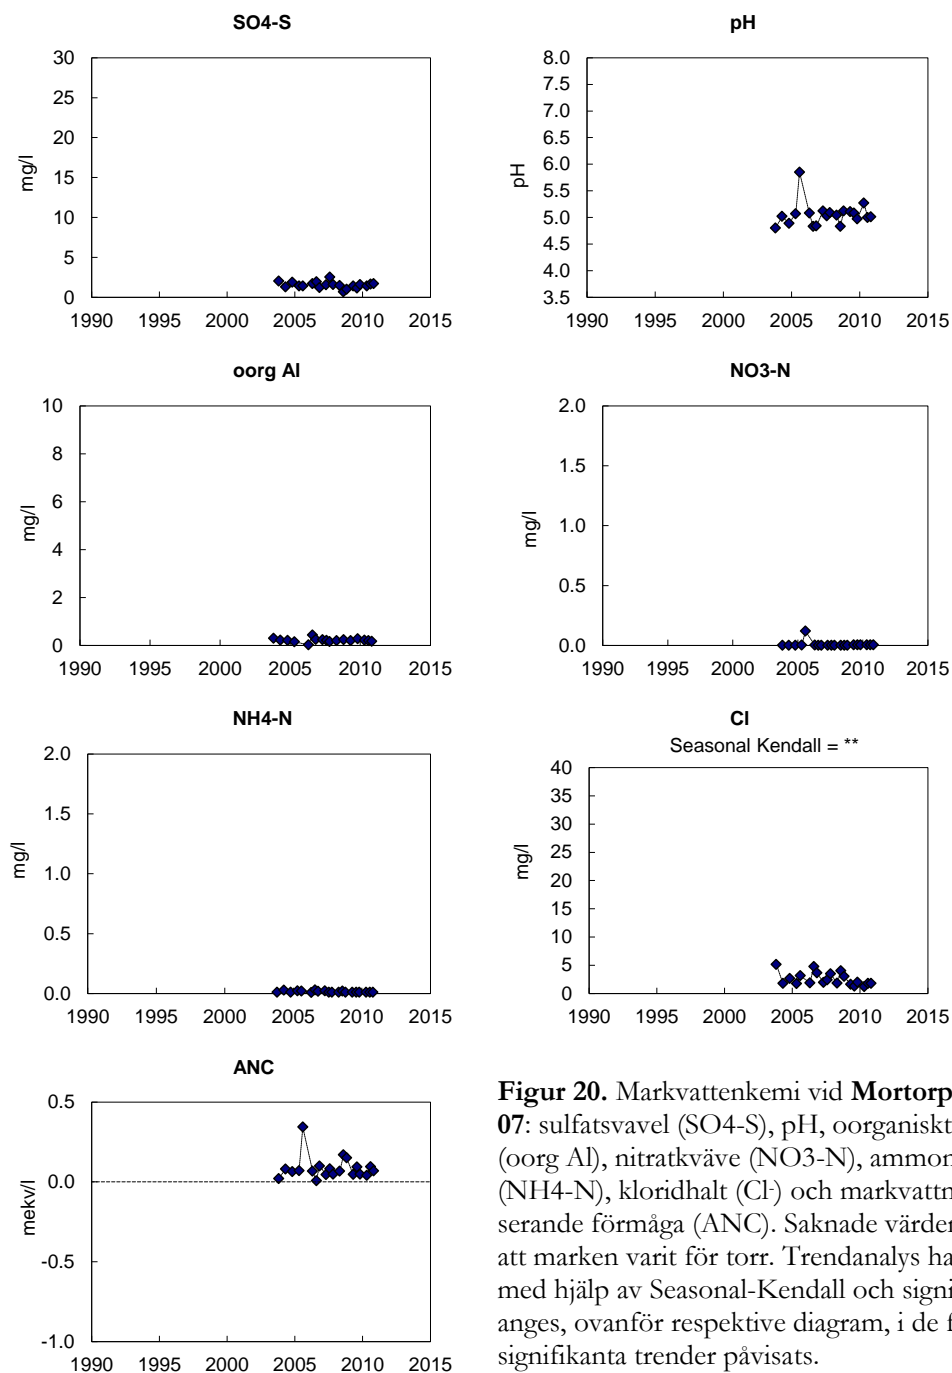 SO4-S
30
25
20
15
10
5
0
mg/l
1990 1995 2000 2005 2010 2015
pH
8.0
7.5
7.0
6.5
6.0
5.5
5.0
4.5
4.0
3.5
pH
1990 1995 2000 2005 2010 2015
oorg Al
10
8
6
4
2
0
mg/l
1990 1995 2000 2005 2010 2015
NO3-N
2.0
1.5
1.0
0.5
0.0
mg/l
1990 1995 2000 2005 2010 2015
NH4-N
2.0
1.5
1.0
0.5
0.0
mg/l
1990 1995 2000 2005 2010 2015
Cl
Seasonal Kendall = **
40
35
30
25
20
15
10
5
0
mg/l
1990 1995 2000 2005 2010 2015
ANC
0.5
0.0
-0.5
-1.0
mekv/l
1990 1995 2000 2005 2010 2015
Figur 20. Markvattenkemi vid Mortorp
07: sulfatsvavel (SO4-S), pH, oorganiskt
(oorg Al), nitratkväve (NO3-N), ammon
(NH4-N), kloridhalt (Cl-) och markvattn
serande förmåga (ANC). Saknade värden
att marken varit för torr. Trendanalys ha
med hjälp av Seasonal-Kendall och signi
anges, ovanför respektive diagram, i de f
signifikanta trender påvisats.